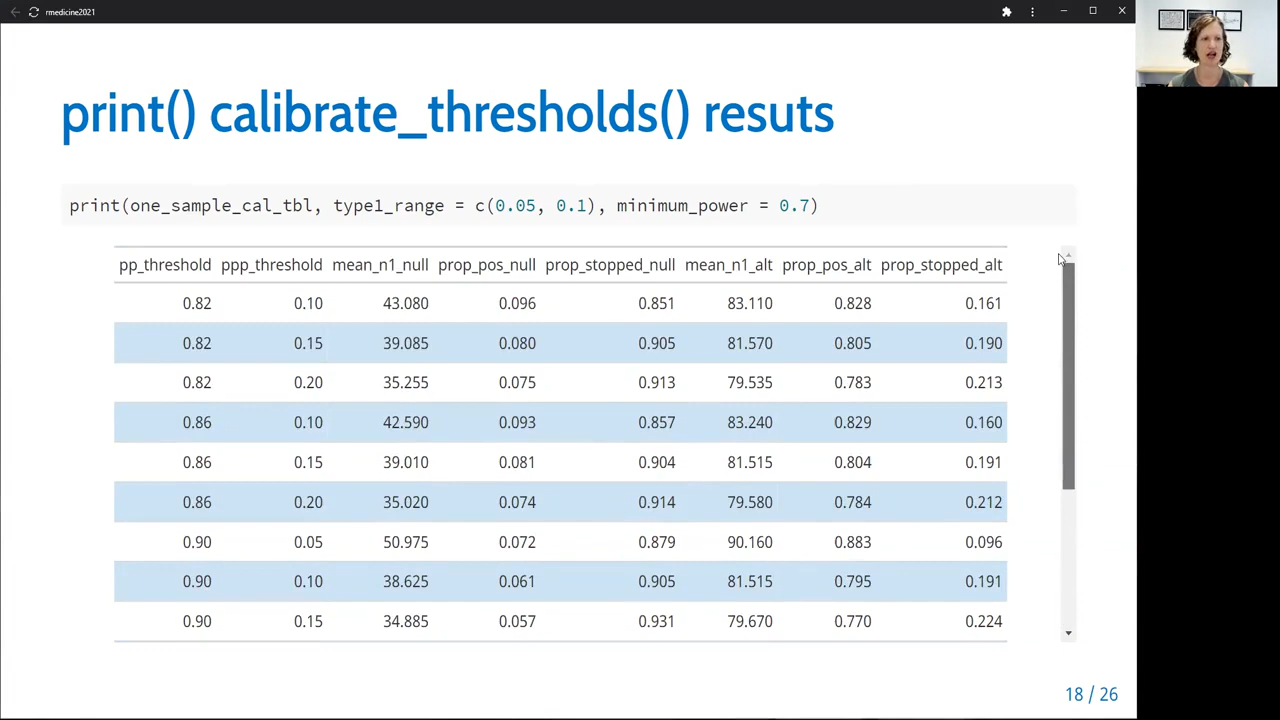 rmedicine2021
print() calibrate_thresholds() resuts
print(one_sample_cal_tbl, type1_range = c(0.05, 0.1), minimum_power = 0.7)
pp_threshold ppp_threshold mean_n1_null prop_pos_null prop_stopped_null mean_n1_alt prop_pos_alt prop_stopped_alt
0.82 0.10 43.080 0.096 0.851 83.110 0.828 0.161
0.82 0.15 39.085 0.080 0.905 81.570 0.805 0.190
0.82 0.20 35.255 0.075 0.913 79.535 0.783 0.213
0.86 0.10 42.590 0.093 0.857 83.240 0.829 0.160
0.86 0.15 39.010 0.081 0.904 81.515 0.804 0.191
0.86 0.20 35.020 0.074 0.914 79.580 0.784 0.212
0.90 0.05 50.975 0.072 0.879 90.160 0.883 0.096
0.90 0.10 38.625 0.061 0.905 81.515 0.795 0.191
0.90 0.15 34.885 0.057 0.931 79.670 0.770 0.224
18 / 26